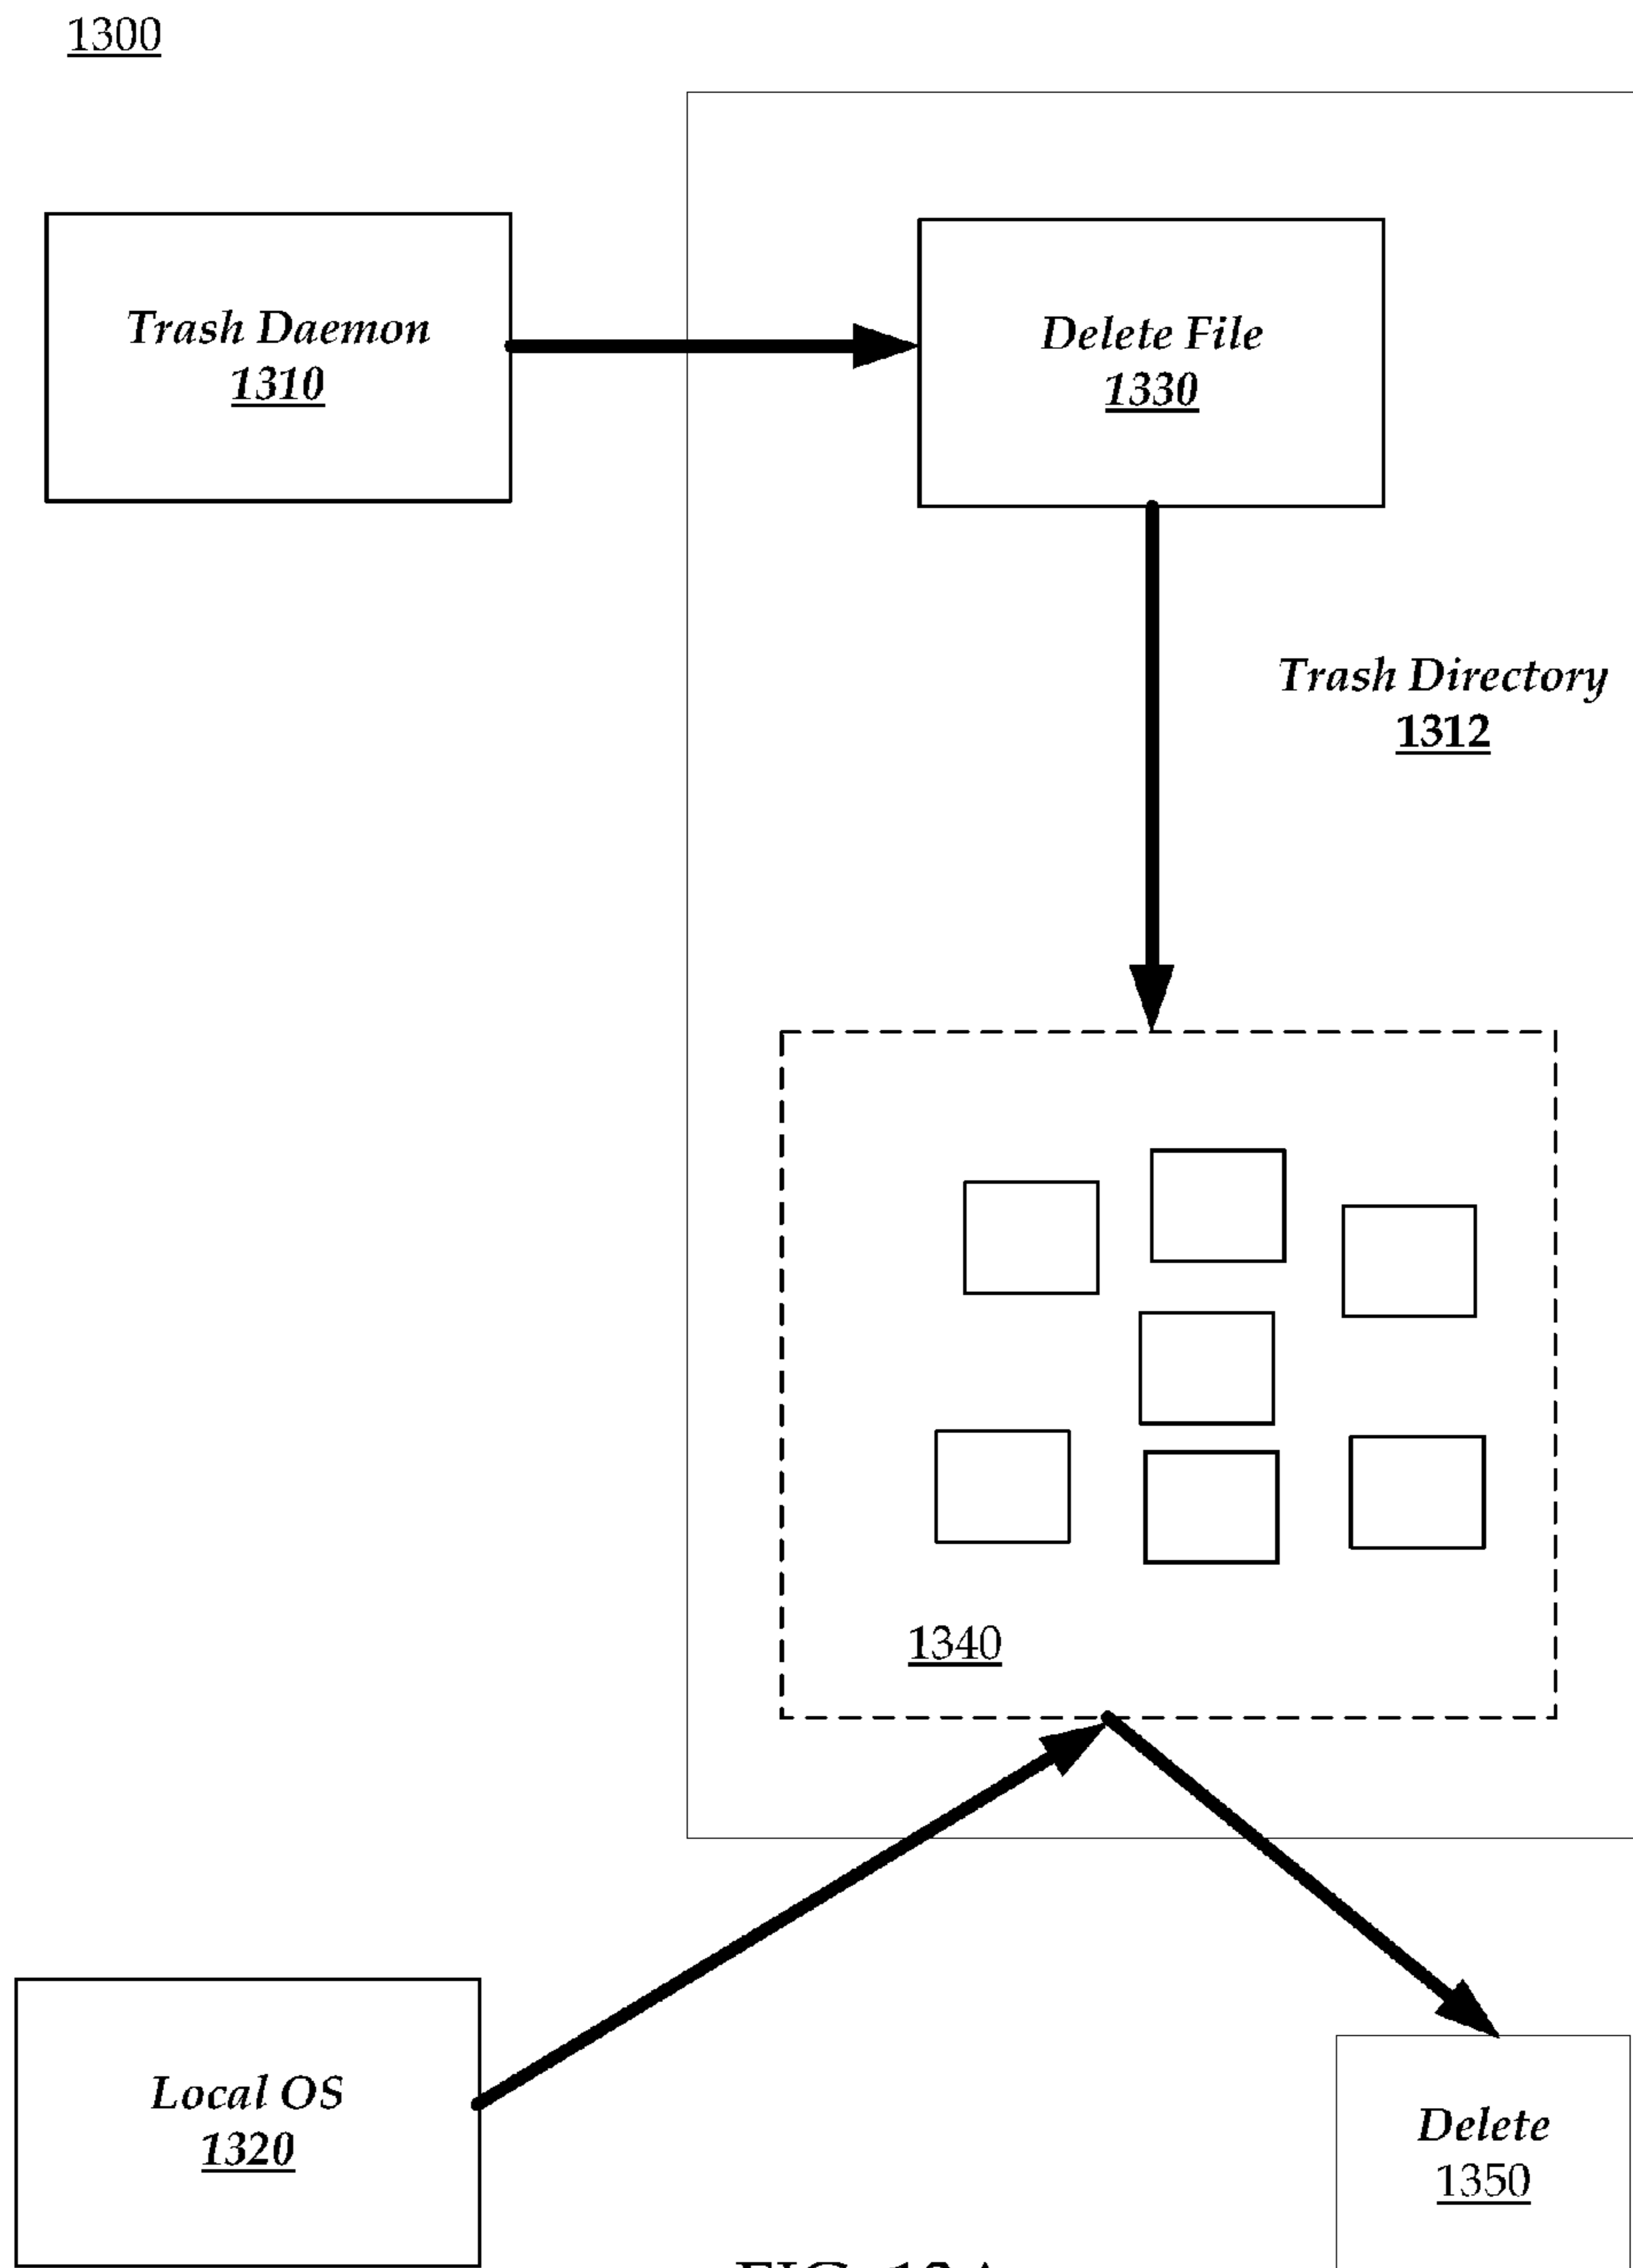 1300
Trash Daemon
1310
Delete File
1330
Trash Directory
1312
1340
Local OS
1320
Delete
1350